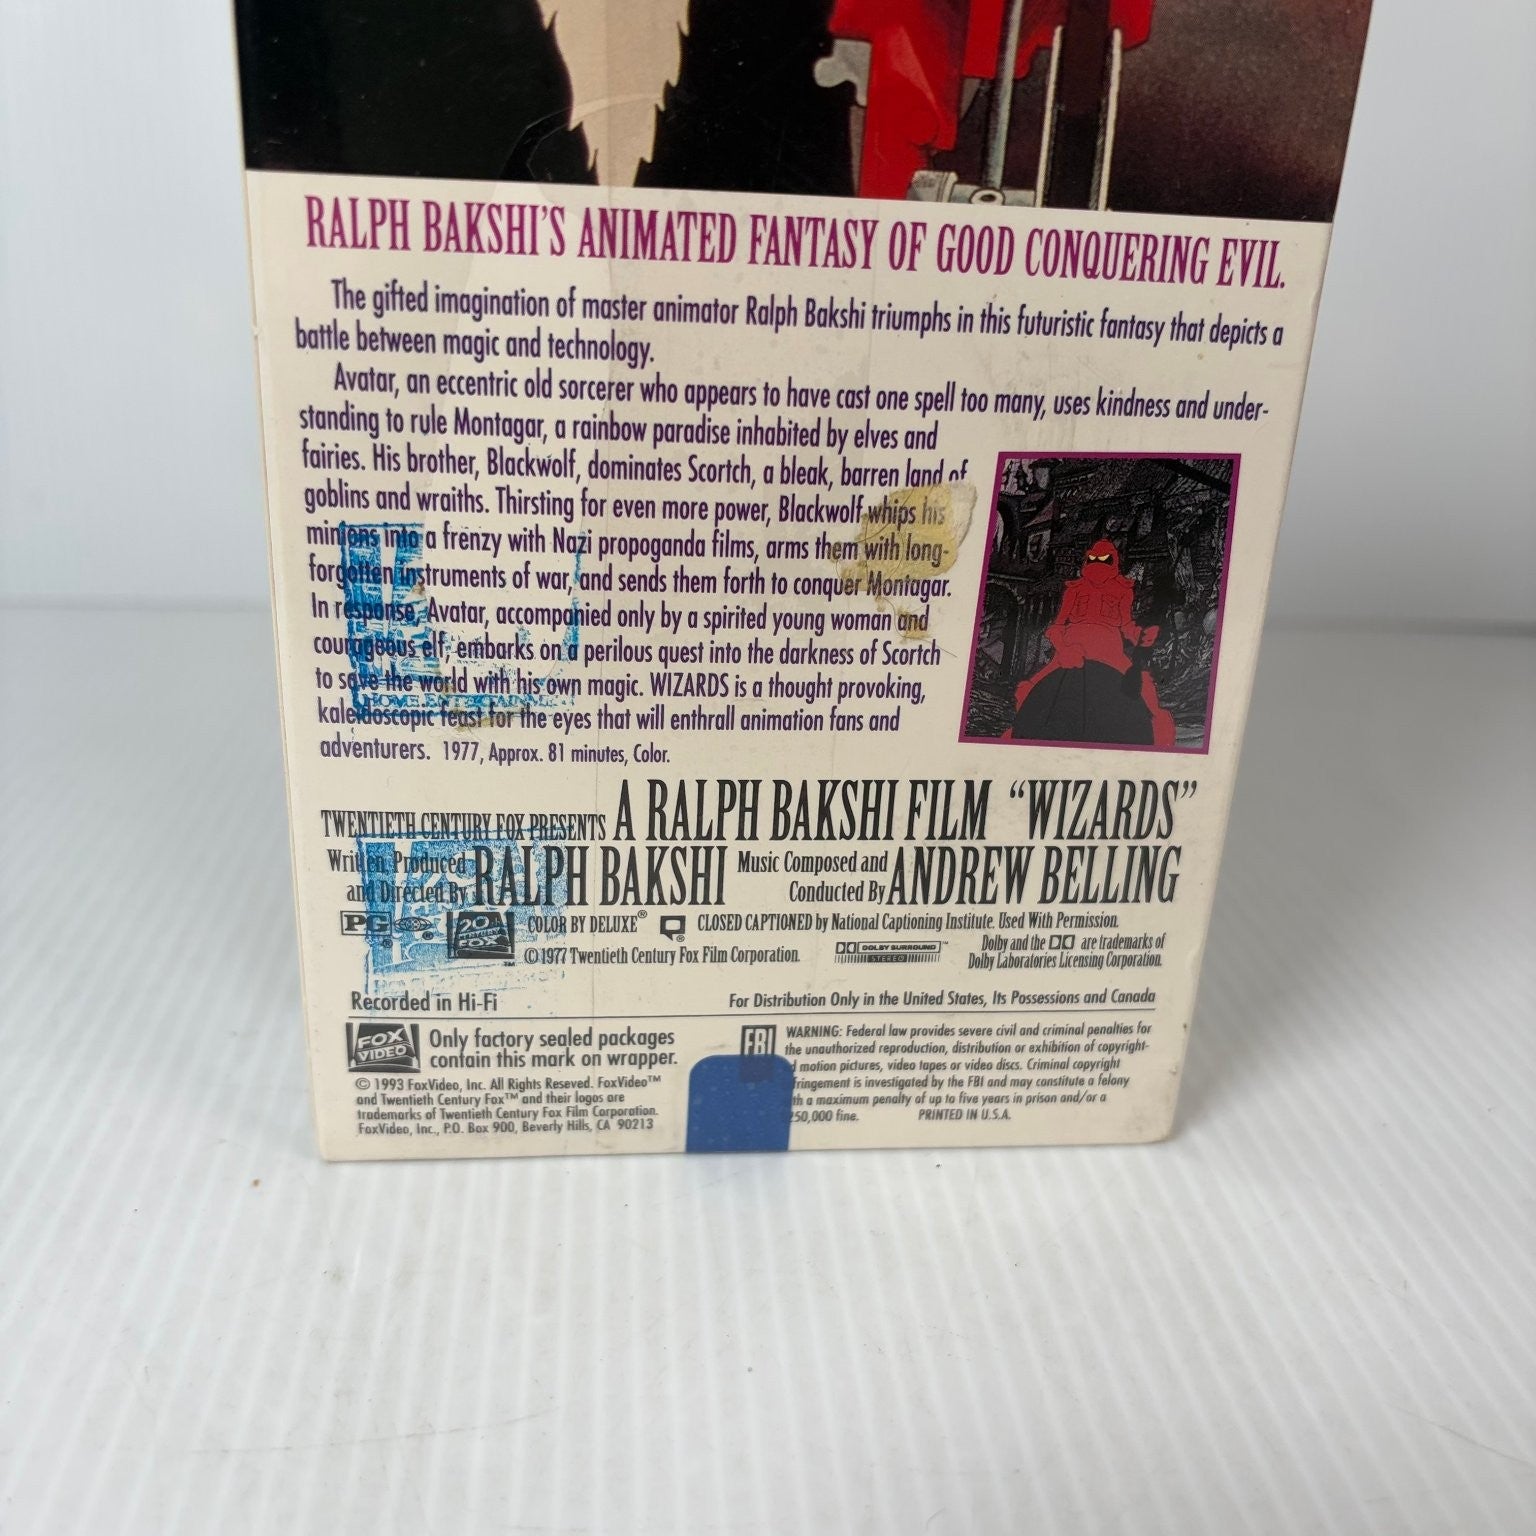 RALPH BAKSHI'S ANIMATED FANTASY OF GOOD CONQUERING EVIL.
The gifted imagination of master animator Ralph Bakshi triumphs in this futuristic fantasy that depicts a
battle between magic and technology.
Avatar, an eccentric old sorcerer who appears to have cast one spell too many, uses kindness and under-
standing to rule Montagar, a rainbow paradise inhabited by elves and
fairies. His brother, Blackwolf, dominates Scortch, a bleak, barren land of
goblins and wraiths. Thirsting for even more power, Blackwolf whips his
minions into a frenzy with Nazi propoganda films, arms them with long-
forgotten instruments of war, and sends them forth to conquer Montagar.
In response, Avatar, accompanied only by a spirited young woman and
courageous elf, embarks on a perilous quest into the darkness of Scortch
to save the world with his own magic. WIZARDS is a thought provoking,
HOME ENTERTAINMENT
kaleidoscopic feast for the eyes that will enthrall animation fans and
adventurers. 1977, Approx. 81 minutes, Color.
TWENTIETH CENTURY FOX PRESENTS A RALPH BAKSHI FILM "WIZARDS"
Written, Produced and Directed By RALPH BAKSHI Music Composed and Conducted By ANDREW BELLING
PG ® 20th CENTURY FOX COLOR BY DELUXE® CLOSED CAPTIONED by National Captioning Institute. Used With Permission.
©1977 Twentieth Century Fox Film Corporation. DOLBY SURROUND STEREO ™ Dolby and the DD are trademarks of
Dolby Laboratories Licensing Corporation.
Recorded in Hi-Fi For Distribution Only in the United States, Its Possessions and Canada
FOX VIDEO Only factory sealed packages
contain this mark on wrapper.
© 1993 FoxVideo, Inc. All Rights Reseved. FoxVideo™
and Twentieth Century Fox™ and their logos are
trademarks of Twentieth Century Fox Film Corporation.
FoxVideo, Inc., P.O. Box 900, Beverly Hills, CA 90213
FBI WARNING: Federal law provides severe civil and criminal penalties for
the unauthorized reproduction, distribution or exhibition of copyright-
motion pictures, video tapes or video discs. Criminal copyright
fringement is investigated by the FBI and may constitute a felony
a maximum penalty of up to five years in prison and/or a
250,000 fine. PRINTED IN U.S.A.